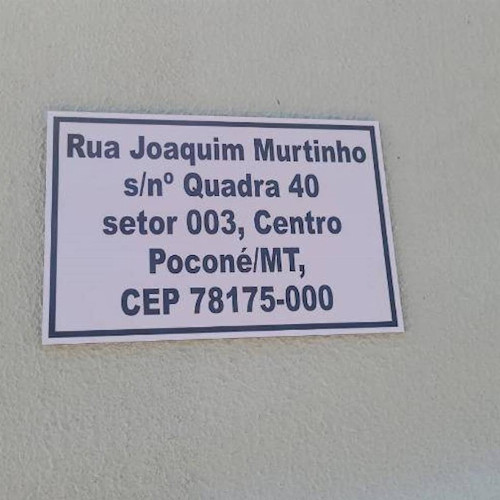 Rua Joaquim Murtinho
s/nº Quadra 40
setor 003, Centro
Poconé/MT,
CEP 78175-000